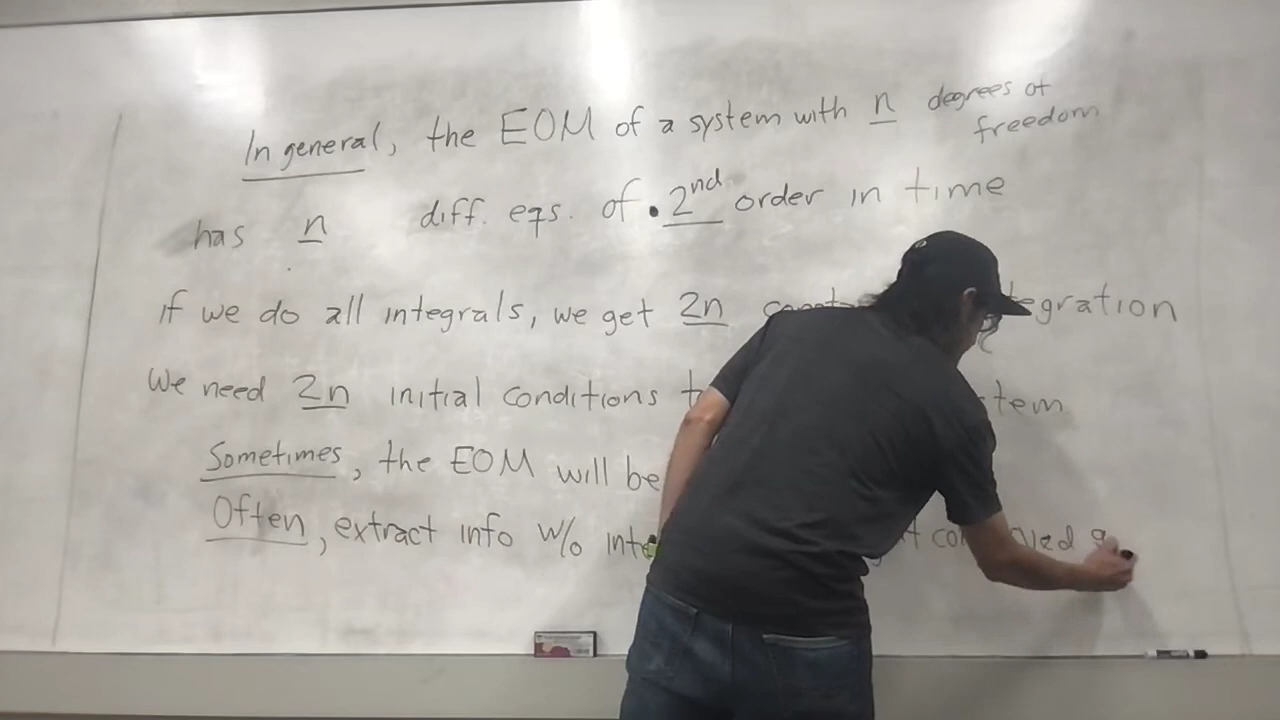 In general, the EOM of a system with n degrees of freedom
has n diff. eqs. of 2nd order in time
if we do all integrals, we get 2n
We need 2n initial conditions
Sometimes, the EOM will be
Often, extract info w/o